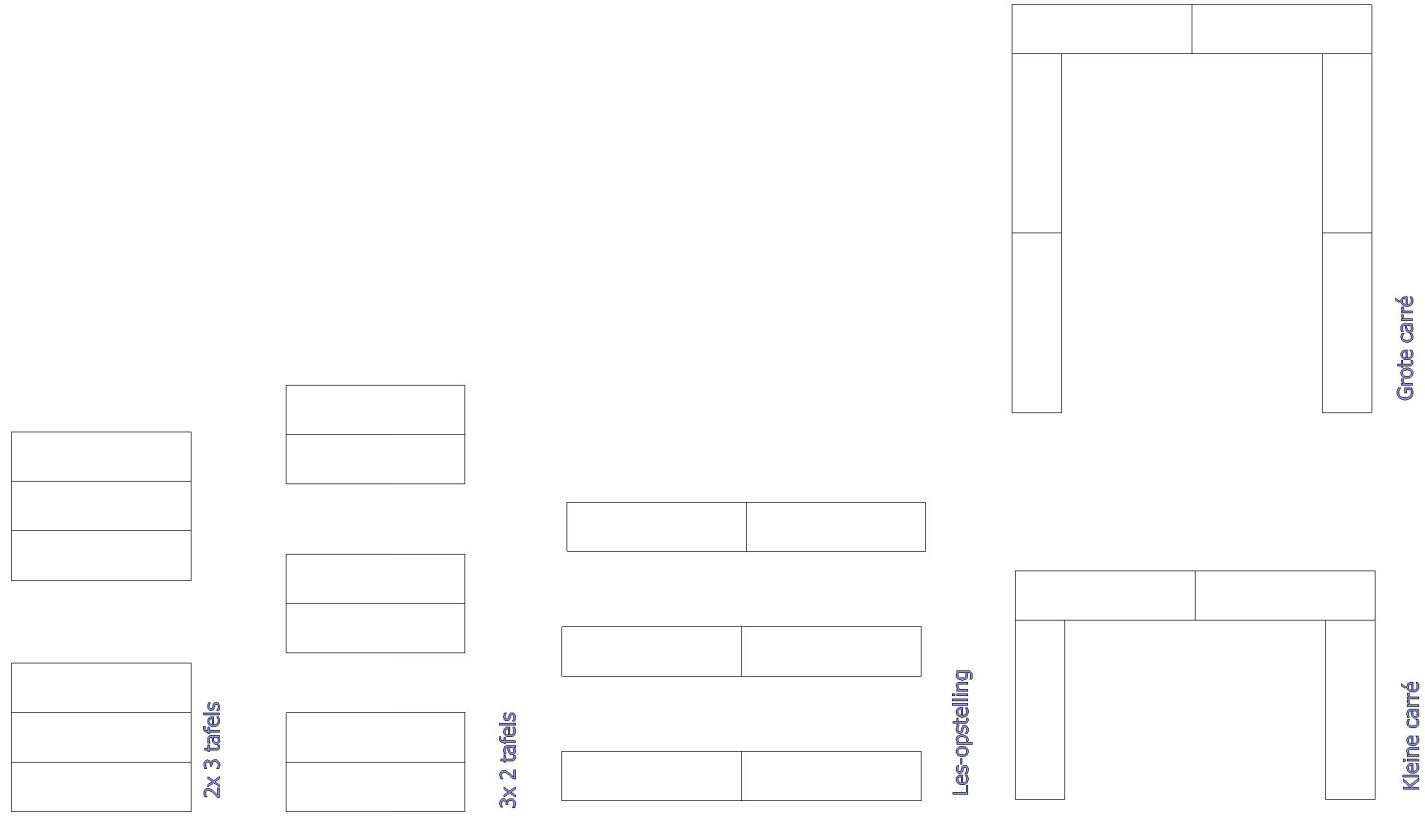 2x 3 tafels
3x 2 tafels
Les-opstelling
Grote carré
Kleine carré